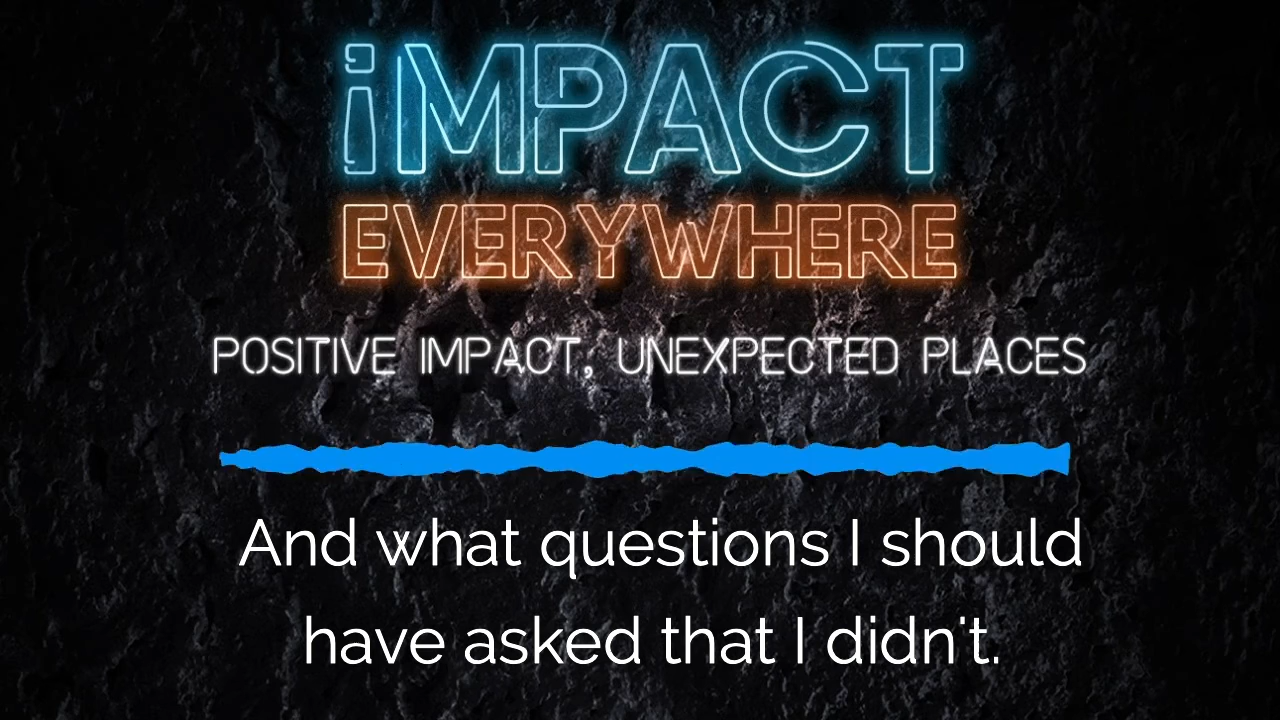 iMPACT
EVERYWHERE
POSITIVE IMPACT, UNEXPECTED PLACES
And what questions I should
have asked that I didn't.